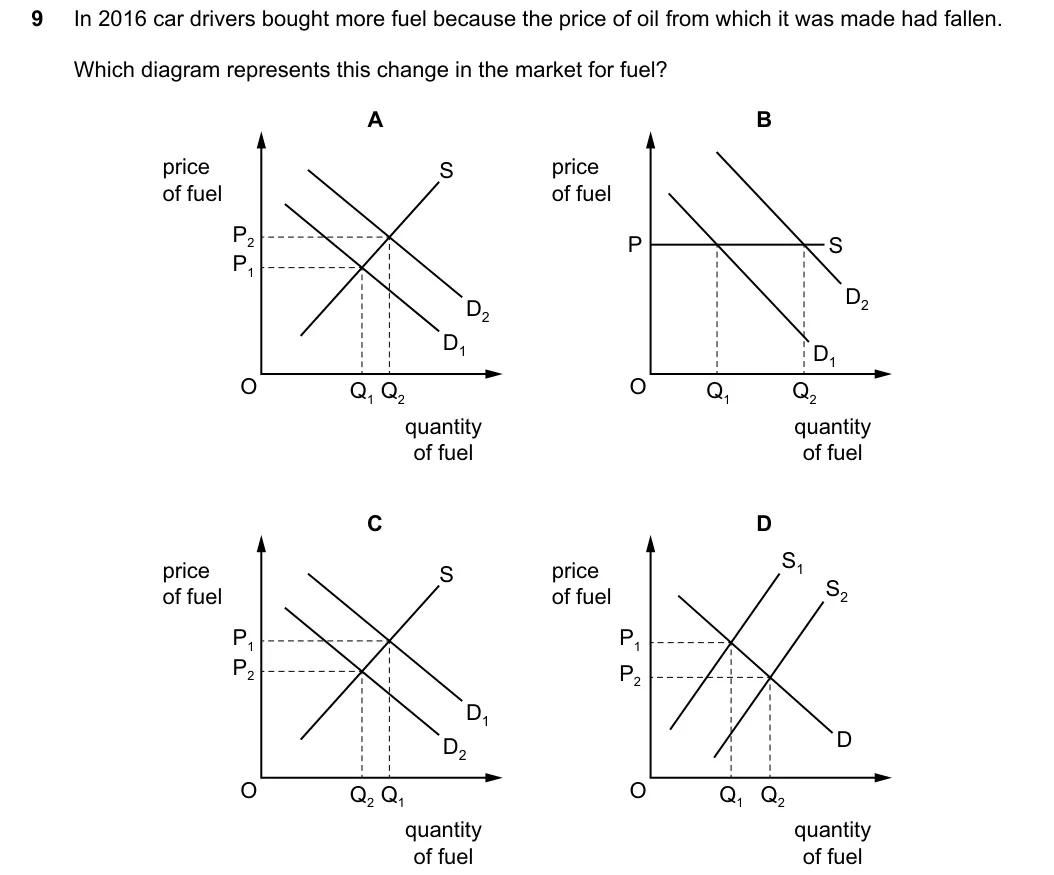 9 In 2016 car drivers bought more fuel because the price of oil from which it was made had fallen.
Which diagram represents this change in the market for fuel?
A
price
of fuel
S
P₂
P₁
D₂
D₁
O
Q₁ Q₂
quantity
of fuel
B
price
of fuel
P
S
D₂
D₁
O
Q₁
Q₂
quantity
of fuel
C
price
of fuel
S
P₁
P₂
D₁
D₂
O
Q₂ Q₁
quantity
of fuel
D
price
of fuel
S₁
S₂
P₁
P₂
D
O
Q₁ Q₂
quantity
of fuel